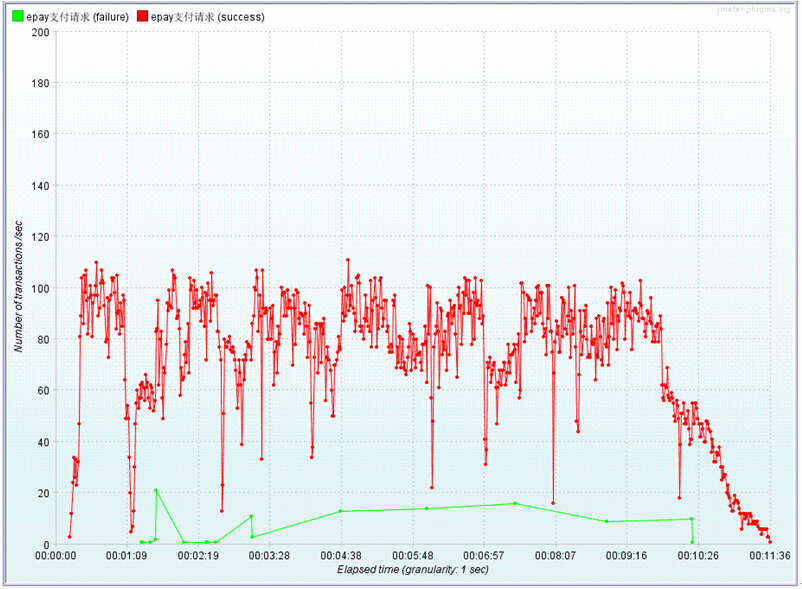 epay支付请求 (failure) epay支付请求 (success)
jmeter-plugins.org
200
180
160
140
120
100
80
60
40
20
0
Number of transactions /sec
00:00:00 00:01:09 00:02:19 00:03:28 00:04:38 00:05:48 00:06:57 00:08:07 00:09:16 00:10:26 00:11:36
Elapsed time (granularity: 1 sec)